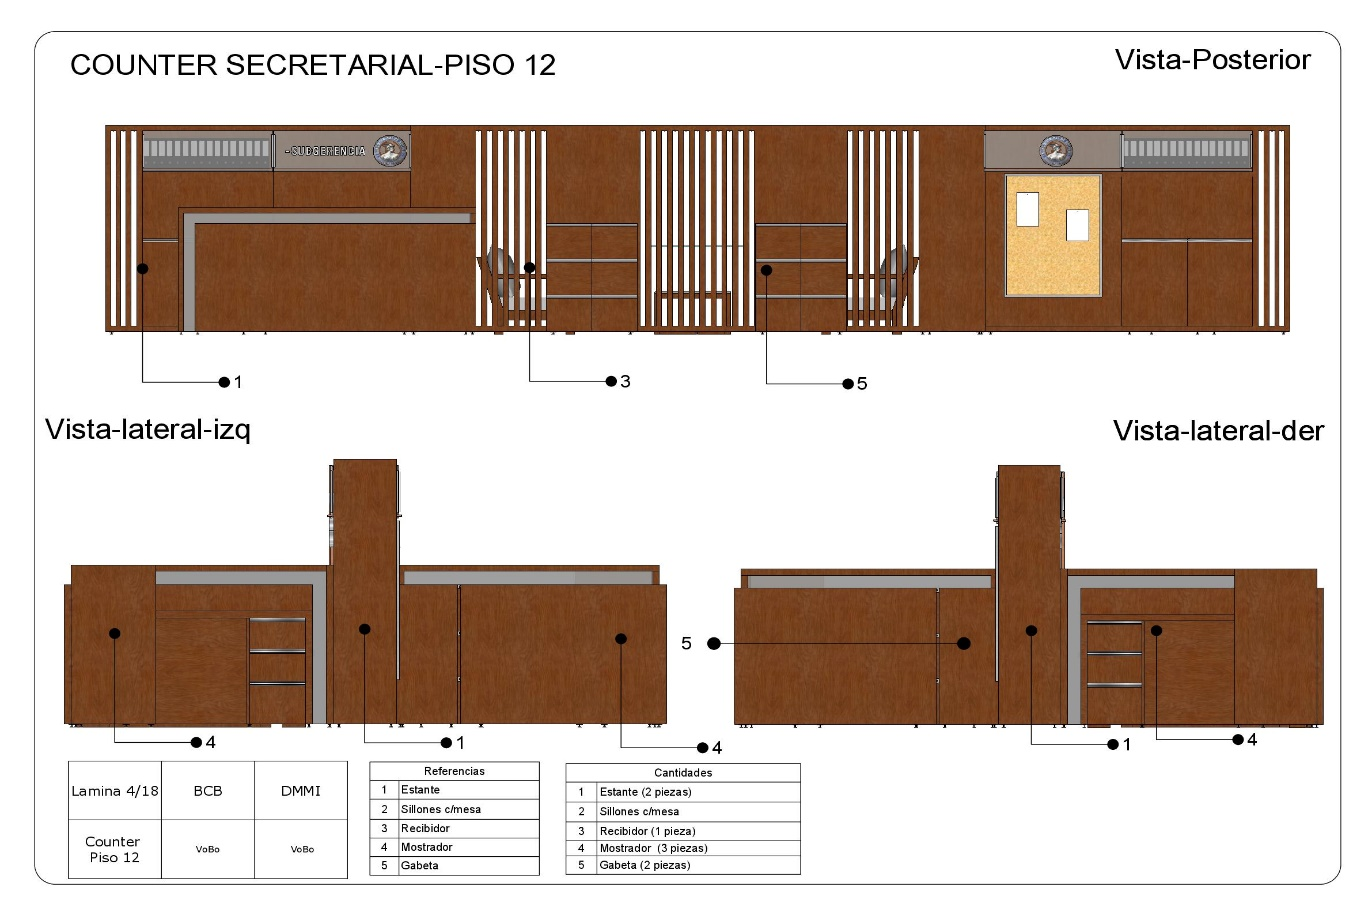 COUNTER SECRETARIAL-PISO 12
Vista-Posterior
-SUDGERENCIA
1
3
5
Vista-lateral-izq
Vista-lateral-der
5
4
1
4
1
4
Lamina 4/18 BCB DMMI
Counter
Piso 12
VoBo VoBo
Referencias
1 Estante
2 Sillones c/mesa
3 Recibidor
4 Mostrador
5 Gabeta
Cantidades
1 Estante (2 piezas)
2 Sillones c/mesa
3 Recibidor (1 pieza)
4 Mostrador (3 piezas)
5 Gabeta (2 piezas)